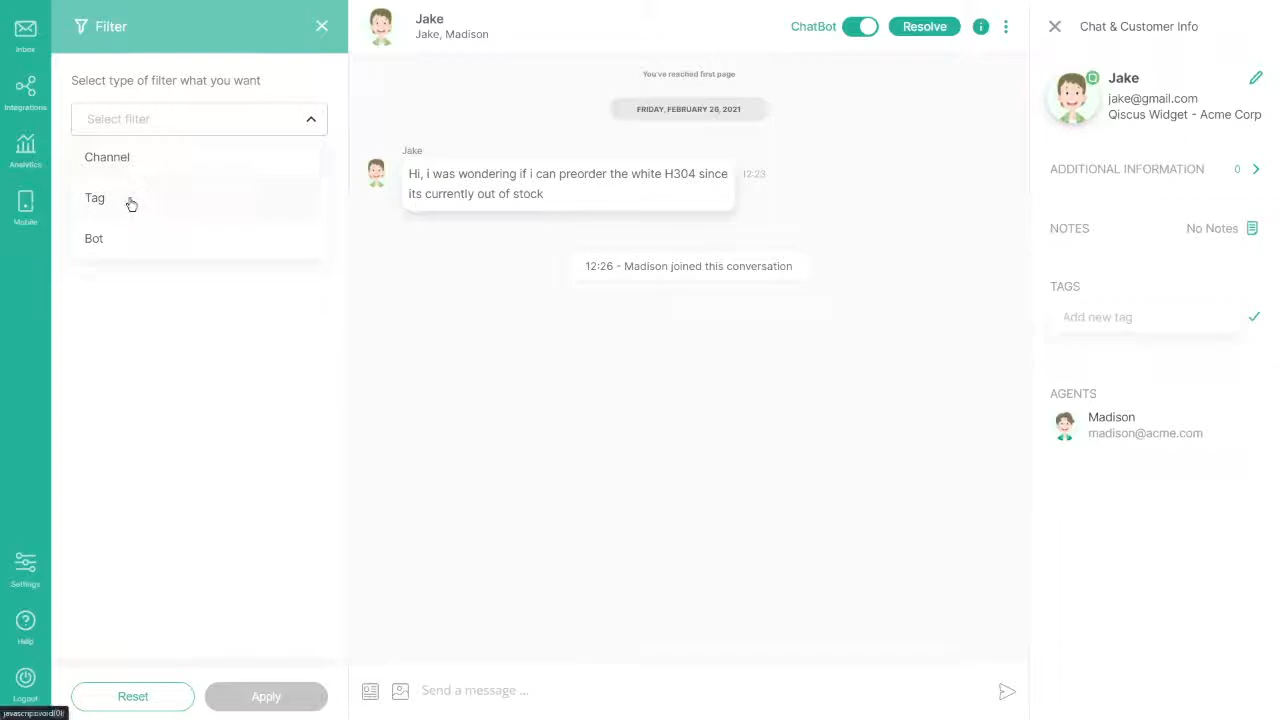 Inbox
Integrations
Analytics
Mobile
Settings
Help
Logout
javascript:void(0)
Filter
Select type of filter what you want
Select filter
Channel
Tag
Bot
Reset
Apply
Jake
Jake, Madison
ChatBot
Resolve
You've reached first page
FRIDAY, FEBRUARY 26, 2021
Jake
Hi, i was wondering if i can preorder the white H304 since
its currently out of stock
12:23
12:26 - Madison joined this conversation
Send a message ...
Chat & Customer Info
Jake
jake@gmail.com
Qiscus Widget - Acme Corp
ADDITIONAL INFORMATION 0
NOTES No Notes
TAGS
Add new tag
AGENTS
Madison
madison@acme.com